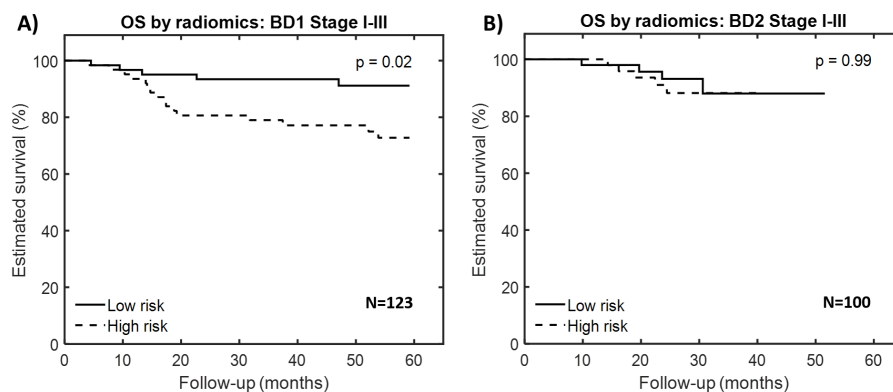 A)
OS by radiomics: BD1 Stage I-III
p = 0.02
100
80
60
40
20
0
Estimated survival (%)
Low risk
High risk
N=123
0 10 20 30 40 50 60
Follow-up (months)
B)
OS by radiomics: BD2 Stage I-III
p = 0.99
100
80
60
40
20
0
Estimated survival (%)
Low risk
High risk
N=100
0 10 20 30 40 50 60
Follow-up (months)